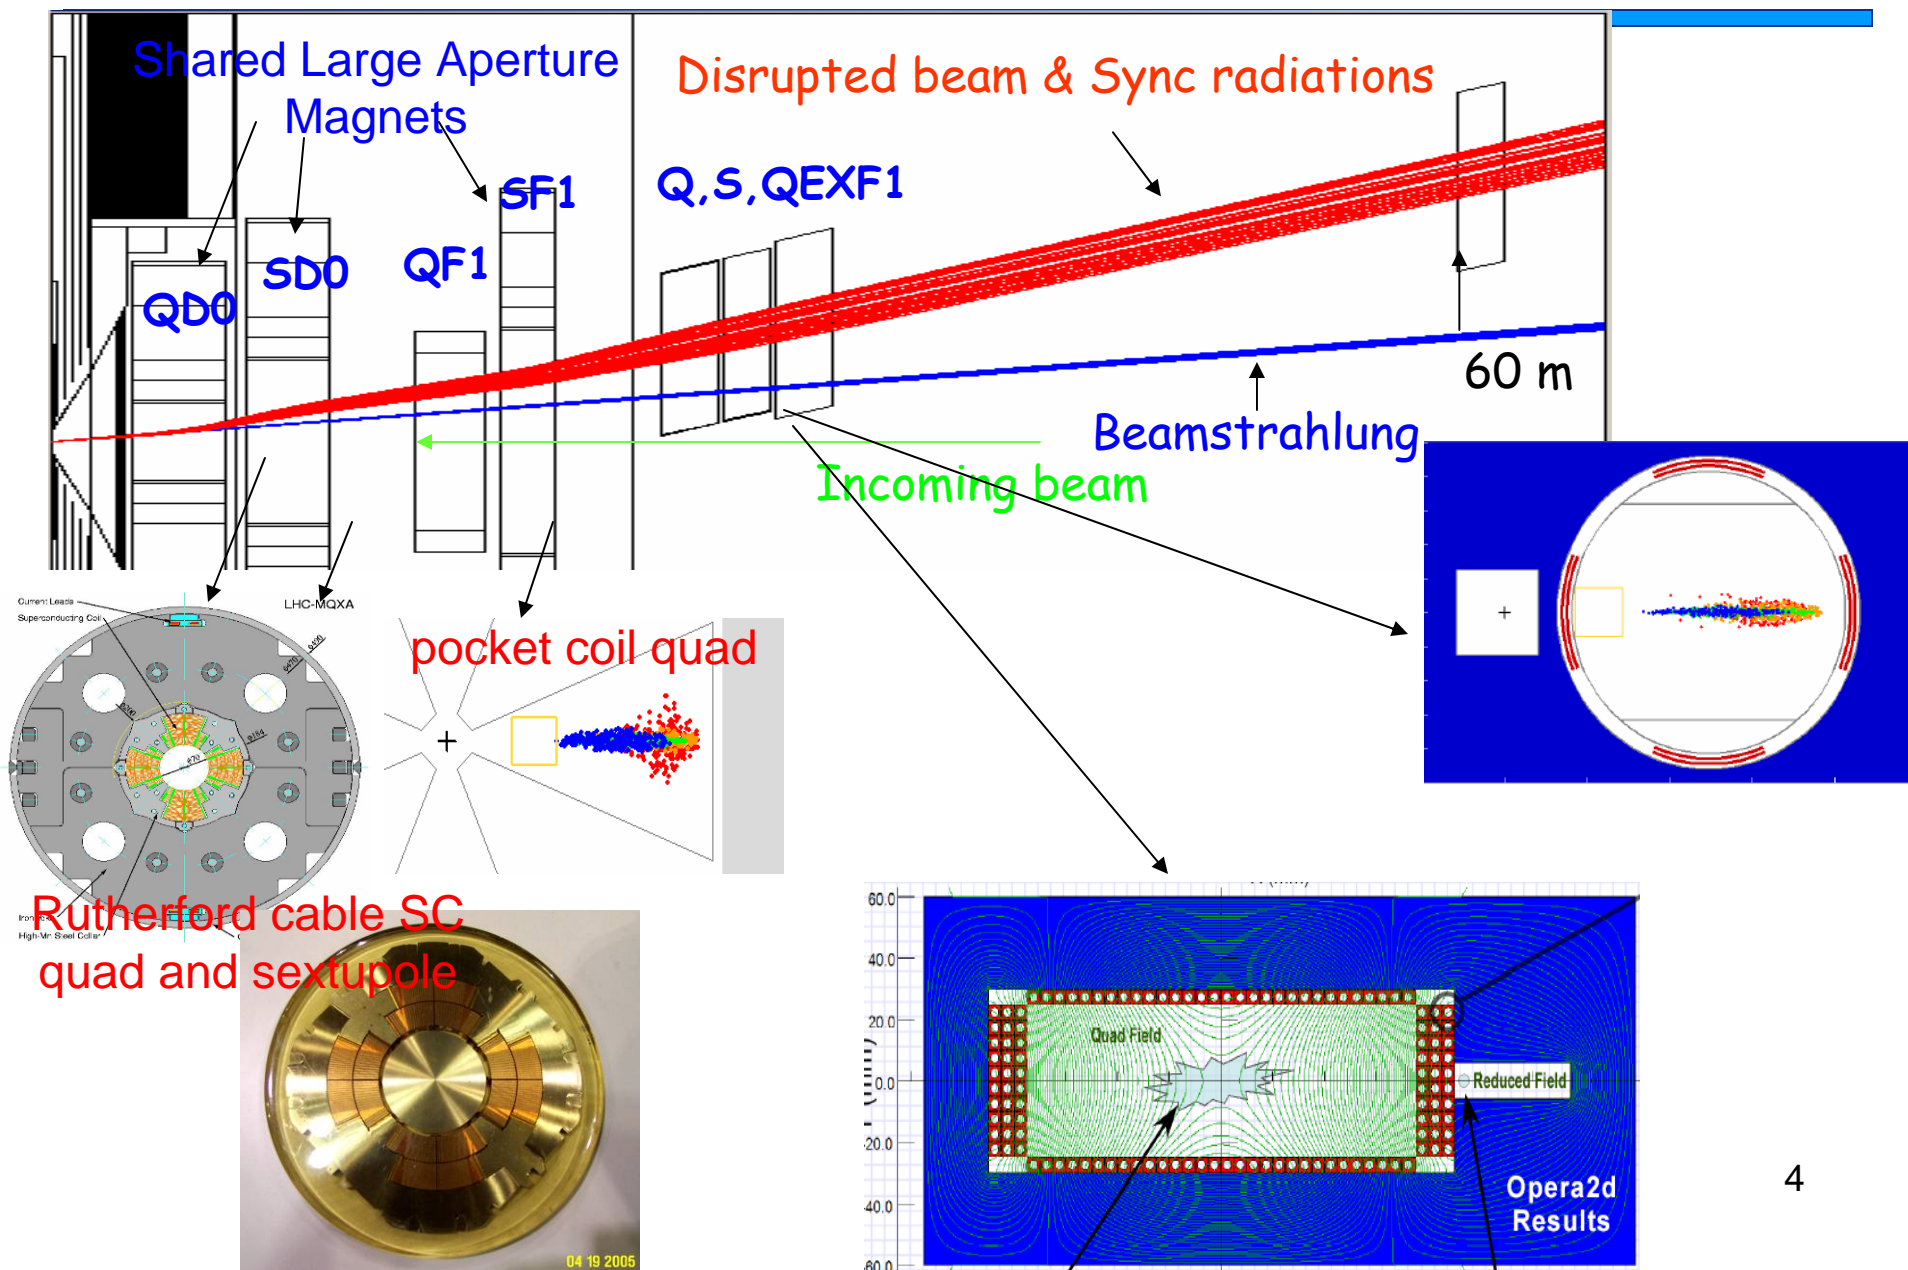 Shared Large Aperture
Magnets
Disrupted beam & Sync radiations
SF1
Q,S,QEXF1
QF1
SD0
QD0
60 m
Beamstrahlung
Incoming beam
Current Leads
Superconducting Coil
LHC-MQXA
pocket coil quad
High-Mn Steel Collar
Rutherford cable SC
quad and sextupole
04 19 2005
60.0
40.0
20.0
0.0
-20.0
-40.0
-60.0
Quad Field
Reduced Field
Opera2d
Results
4